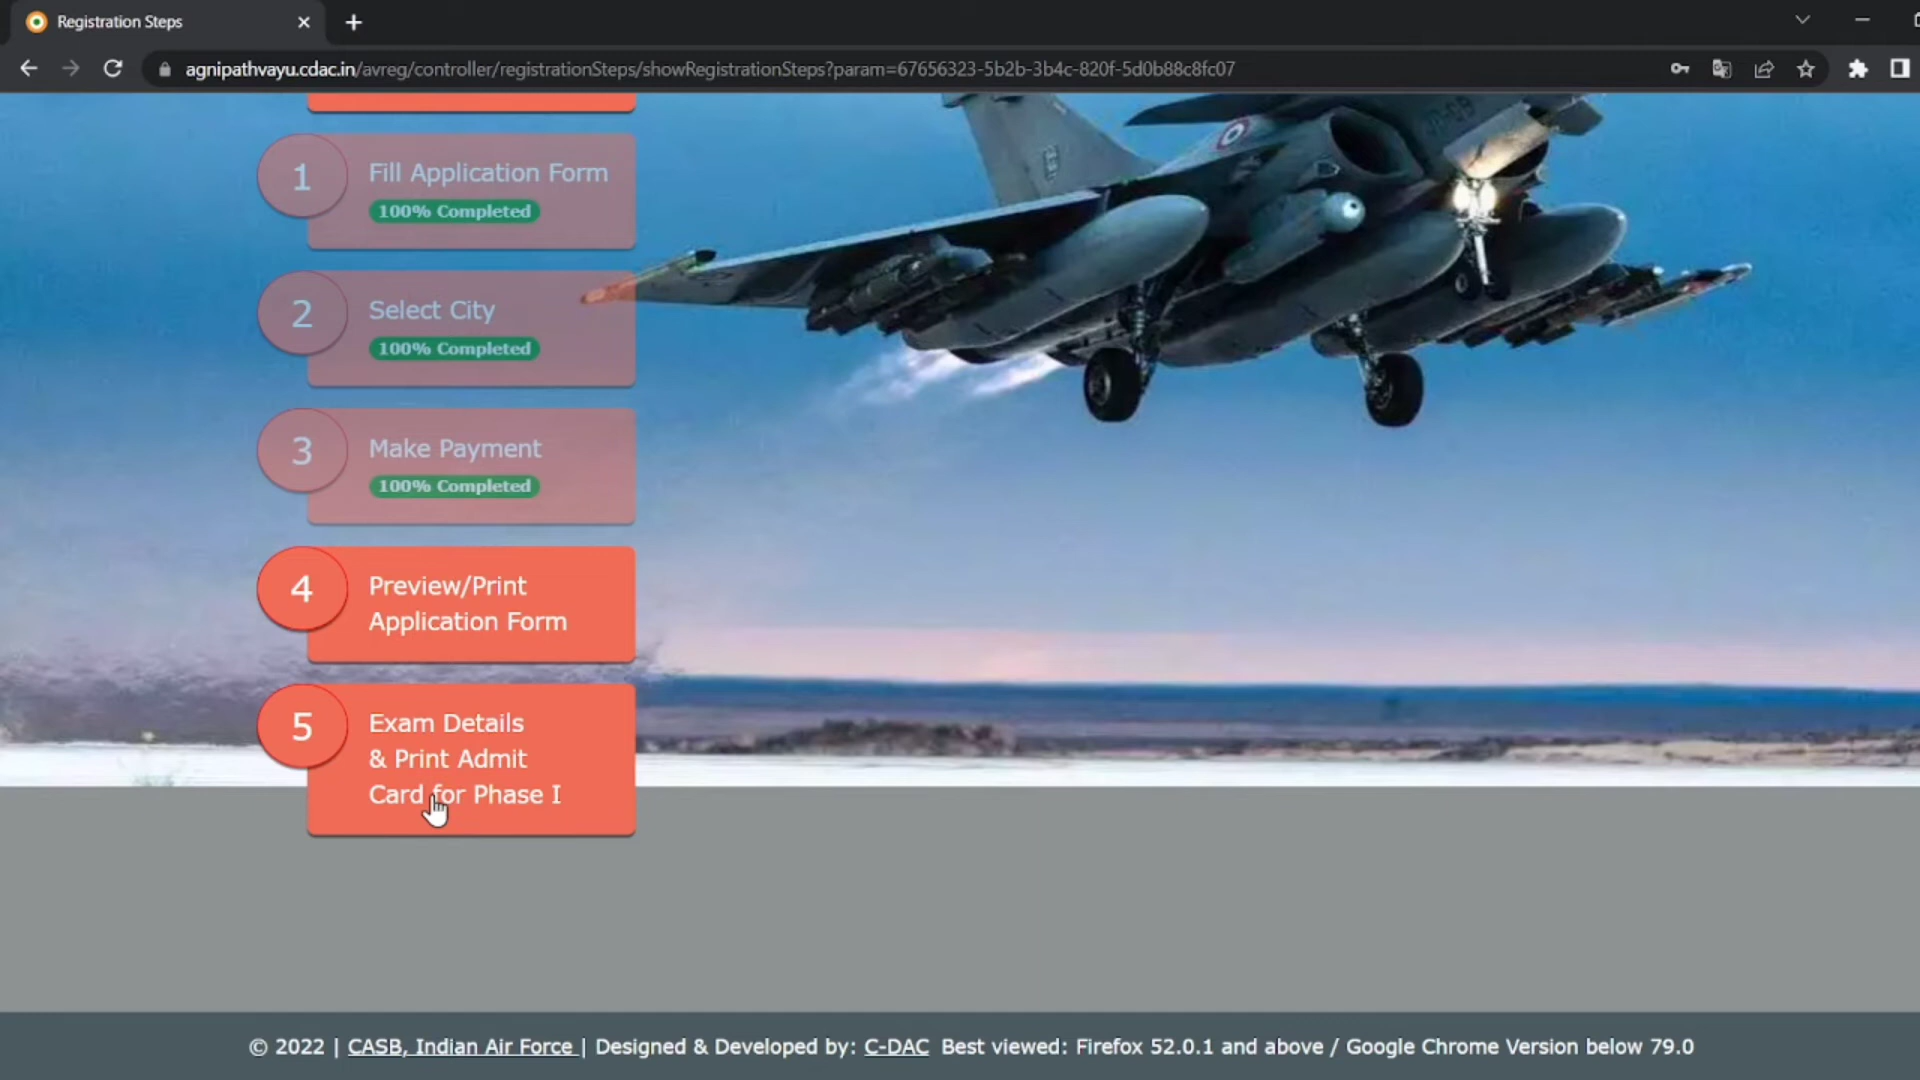 Registration Steps
agnipathvayu.cdac.in/avreg/controller/registrationSteps/showRegistrationSteps?param=67656323-5b2b-3b4c-820f-5d0b88c8fc07
1
Fill Application Form
100% Completed
2
Select City
100% Completed
3
Make Payment
100% Completed
4
Preview/Print
Application Form
5
Exam Details
& Print Admit
Card for Phase I
© 2022 | CASB, Indian Air Force | Designed & Developed by: C-DAC Best viewed: Firefox 52.0.1 and above / Google Chrome Version below 79.0